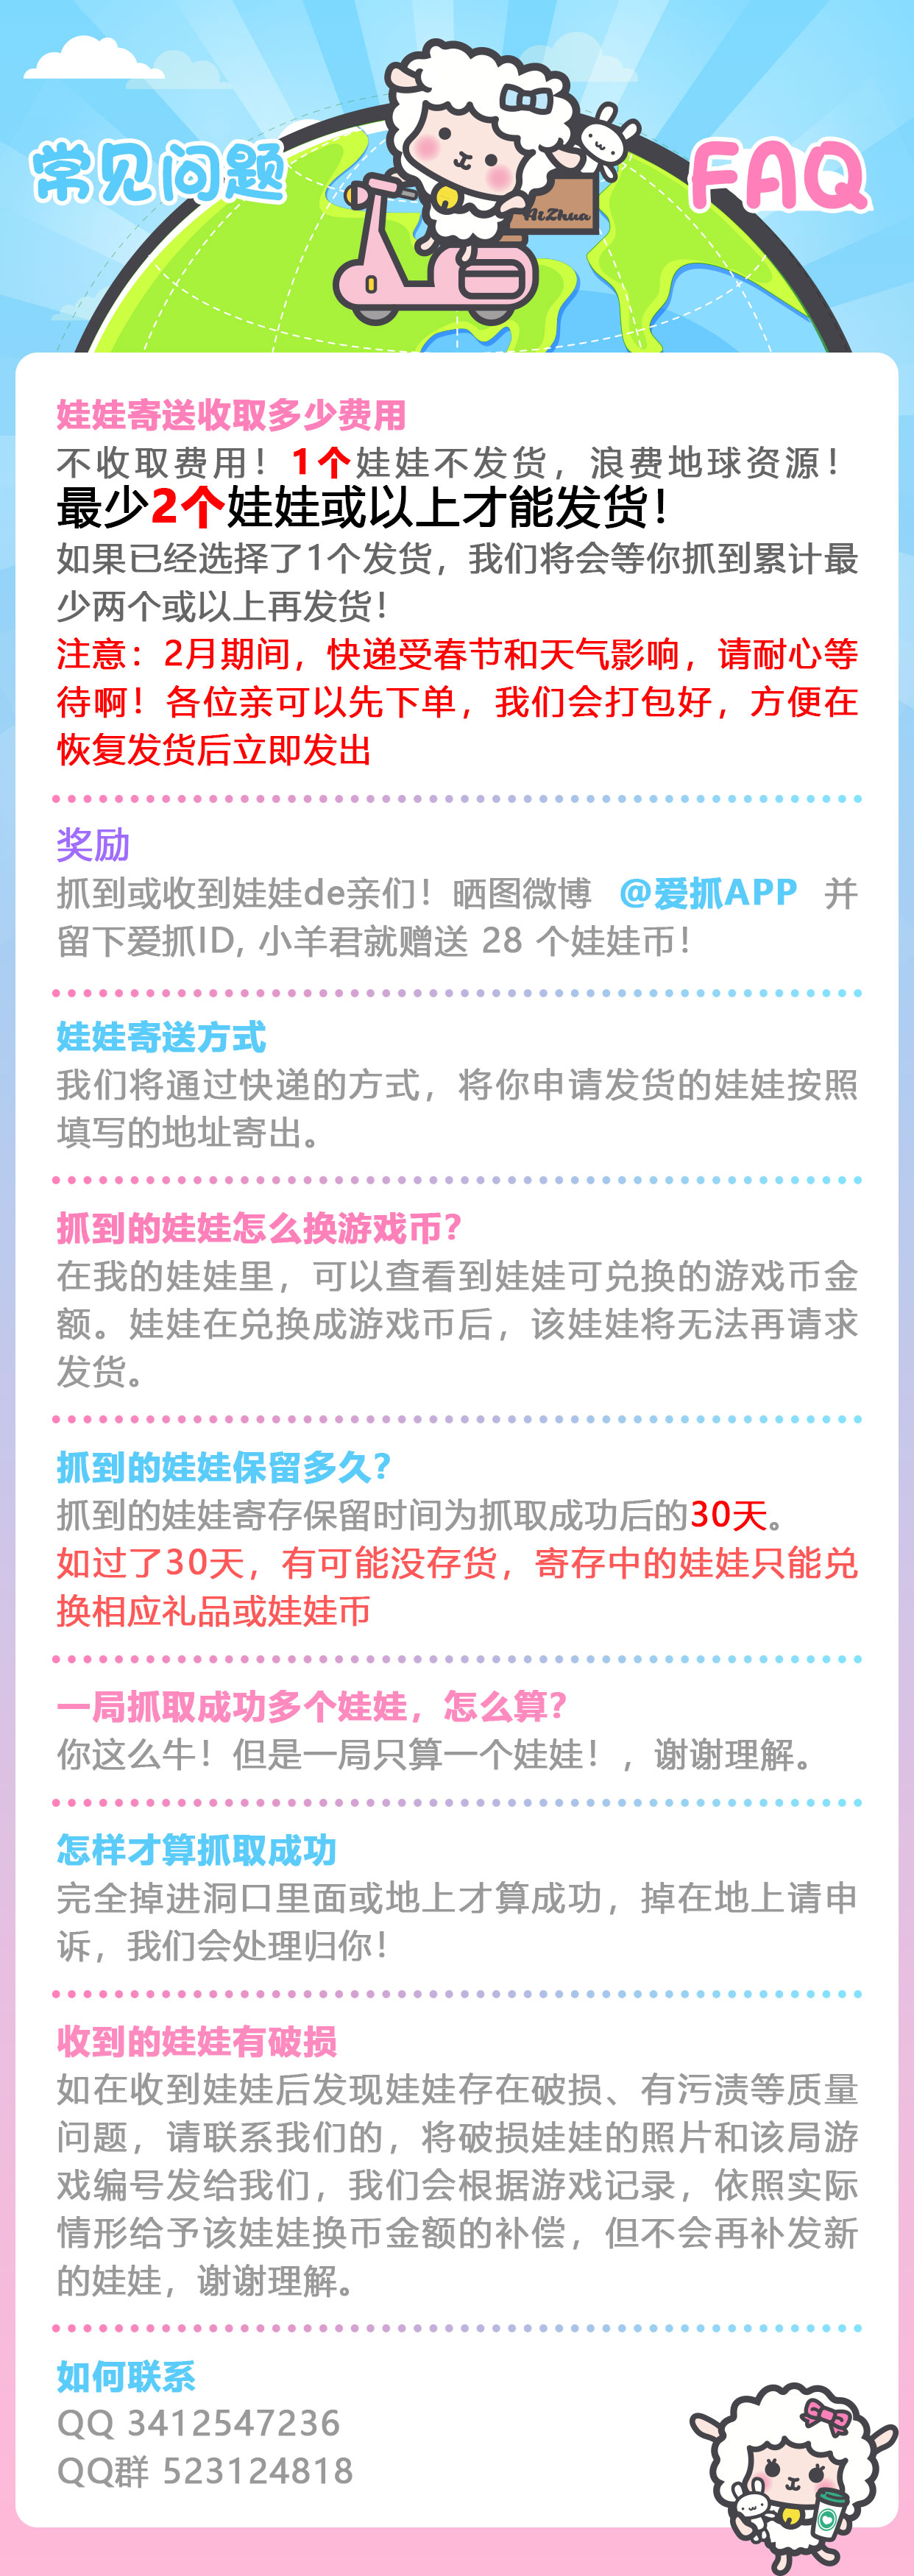 常见问题
FAQ
AiZhua
娃娃寄送收取多少费用
不收取费用！1个娃娃不发货，浪费地球资源！
最少2个娃娃或以上才能发货！
如果已经选择了1个发货，我们将会等你抓到累计最
少两个或以上再发货！
注意：2月期间，快递受春节和天气影响，请耐心等
待啊！各位亲可以先下单，我们会打包好，方便在
恢复发货后立即发出
奖励
抓到或收到娃娃de亲们！晒图微博 @爱抓APP 并
留下爱抓ID, 小羊君就赠送 28 个娃娃币！
娃娃寄送方式
我们将通过快递的方式，将你申请发货的娃娃按照
填写的地址寄出。
抓到的娃娃怎么换游戏币？
在我的娃娃里，可以查看到娃娃可兑换的游戏币金
额。娃娃在兑换成游戏币后，该娃娃将无法再请求
发货。
抓到的娃娃保留多久？
抓到的娃娃寄存保留时间为抓取成功后的30天。
如过了30天，有可能没存货，寄存中的娃娃只能兑
换相应礼品或娃娃币
一局抓取成功多个娃娃，怎么算？
你这么牛！但是一局只算一个娃娃！，谢谢理解。
怎样才算抓取成功
完全掉进洞口里面或地上才算成功，掉在地上请申
诉，我们会处理归你！
收到的娃娃有破损
如在收到娃娃后发现娃娃存在破损、有污渍等质量
问题，请联系我们的，将破损娃娃的照片和该局游
戏编号发给我们，我们会根据游戏记录，依照实际
情形给予该娃娃换币金额的补偿，但不会再补发新
的娃娃，谢谢理解。
如何联系
QQ 3412547236
QQ群 523124818